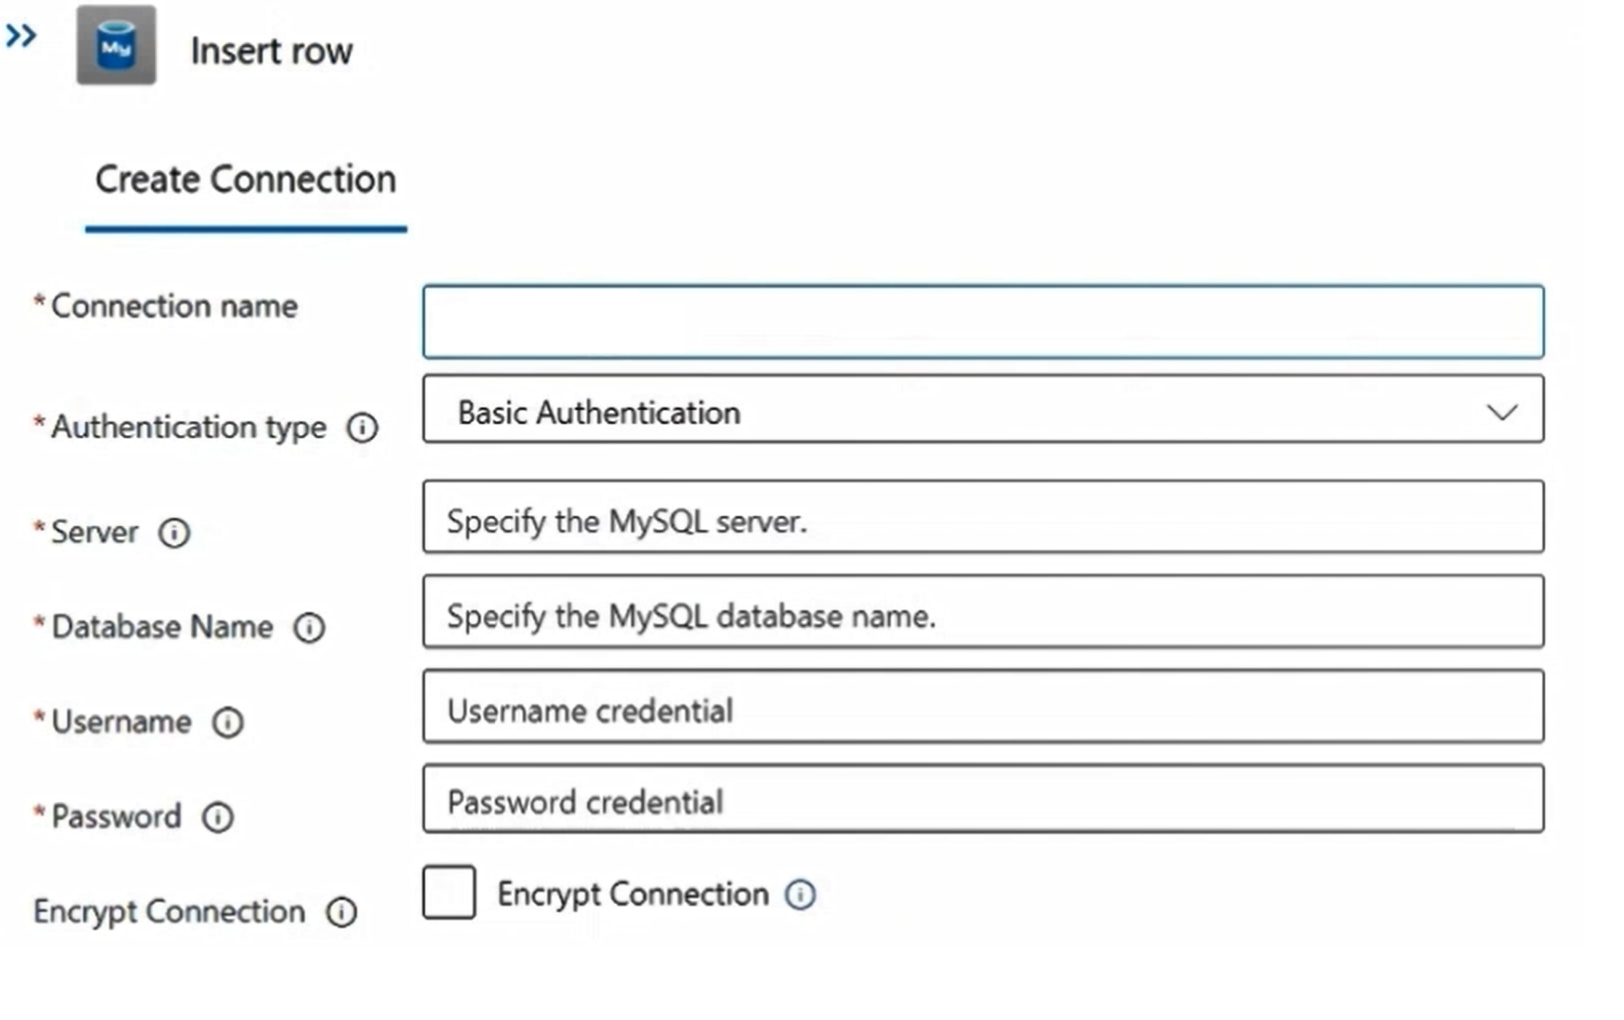 My
Insert row
Create Connection
* Connection name
* Authentication type
Basic Authentication
* Server
Specify the MySQL server.
* Database Name
Specify the MySQL database name.
* Username
Username credential
* Password
Password credential
Encrypt Connection
Encrypt Connection